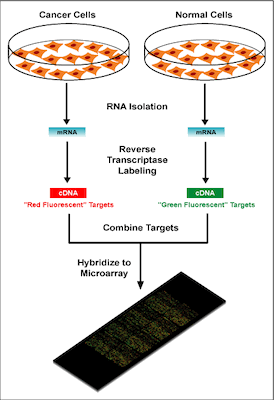 Cancer Cells
Normal Cells
RNA Isolation
mRNA
mRNA
Reverse
Transcriptase
Labeling
cDNA
cDNA
"Red Fluorescent" Targets
"Green Fluorescent" Targets
Combine Targets
Hybridize to
Microarray